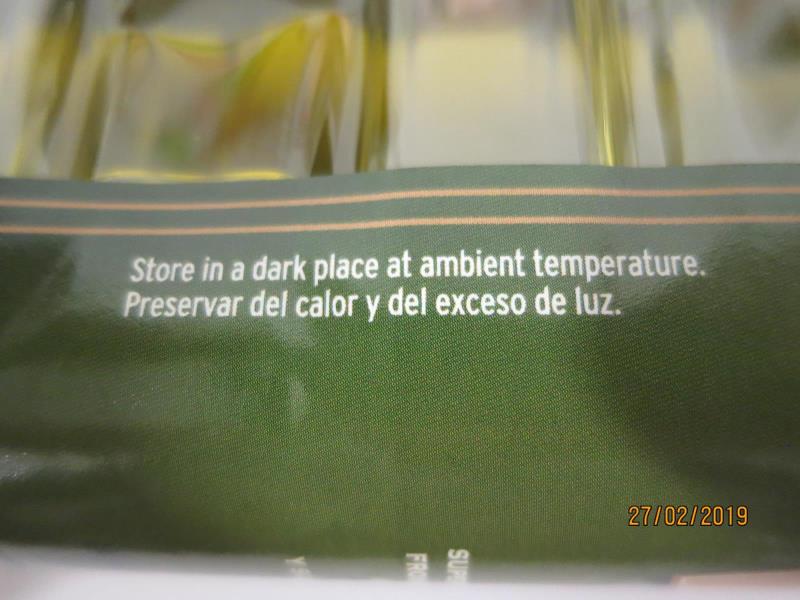 Store in a dark place at ambient temperature.
Preservar del calor y del exceso de luz.
27/02/2019